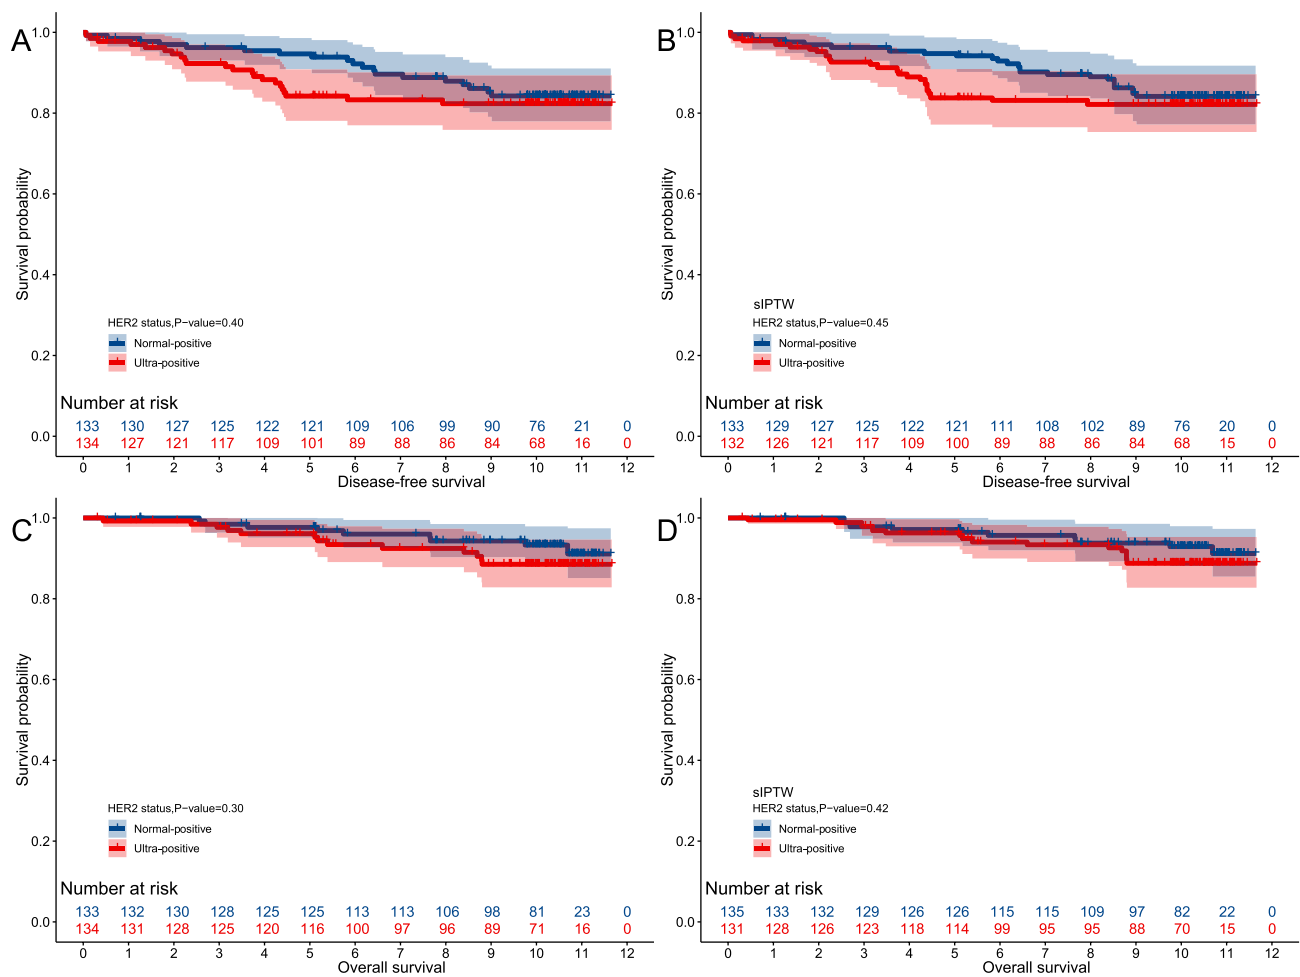 A
1.0
0.8
0.6
0.4
0.2
0.0
Survival probability
HER2 status,P−value=0.40
Normal-positive
Ultra-positive
Number at risk
133 130 127 125 122 121 109 106 99 90 76 21 0
134 127 121 117 109 101 89 88 86 84 68 16 0
0 1 2 3 4 5 6 7 8 9 10 11 12
Disease-free survival
B
1.0
0.8
0.6
0.4
0.2
0.0
Survival probability
sIPTW
HER2 status,P−value=0.45
Normal-positive
Ultra-positive
Number at risk
133 129 127 125 122 121 111 108 102 89 76 20 0
132 126 121 117 109 100 89 88 86 84 68 15 0
0 1 2 3 4 5 6 7 8 9 10 11 12
Disease-free survival
C
1.0
0.8
0.6
0.4
0.2
0.0
Survival probability
HER2 status,P−value=0.30
Normal-positive
Ultra-positive
Number at risk
133 132 130 128 125 125 113 113 106 98 81 23 0
134 131 128 125 120 116 100 97 96 89 71 16 0
0 1 2 3 4 5 6 7 8 9 10 11 12
Overall survival
D
1.0
0.8
0.6
0.4
0.2
0.0
Survival probability
sIPTW
HER2 status,P−value=0.42
Normal-positive
Ultra-positive
Number at risk
135 133 132 129 126 126 115 115 109 97 82 22 0
131 128 126 123 118 114 99 95 95 88 70 15 0
0 1 2 3 4 5 6 7 8 9 10 11 12
Overall survival